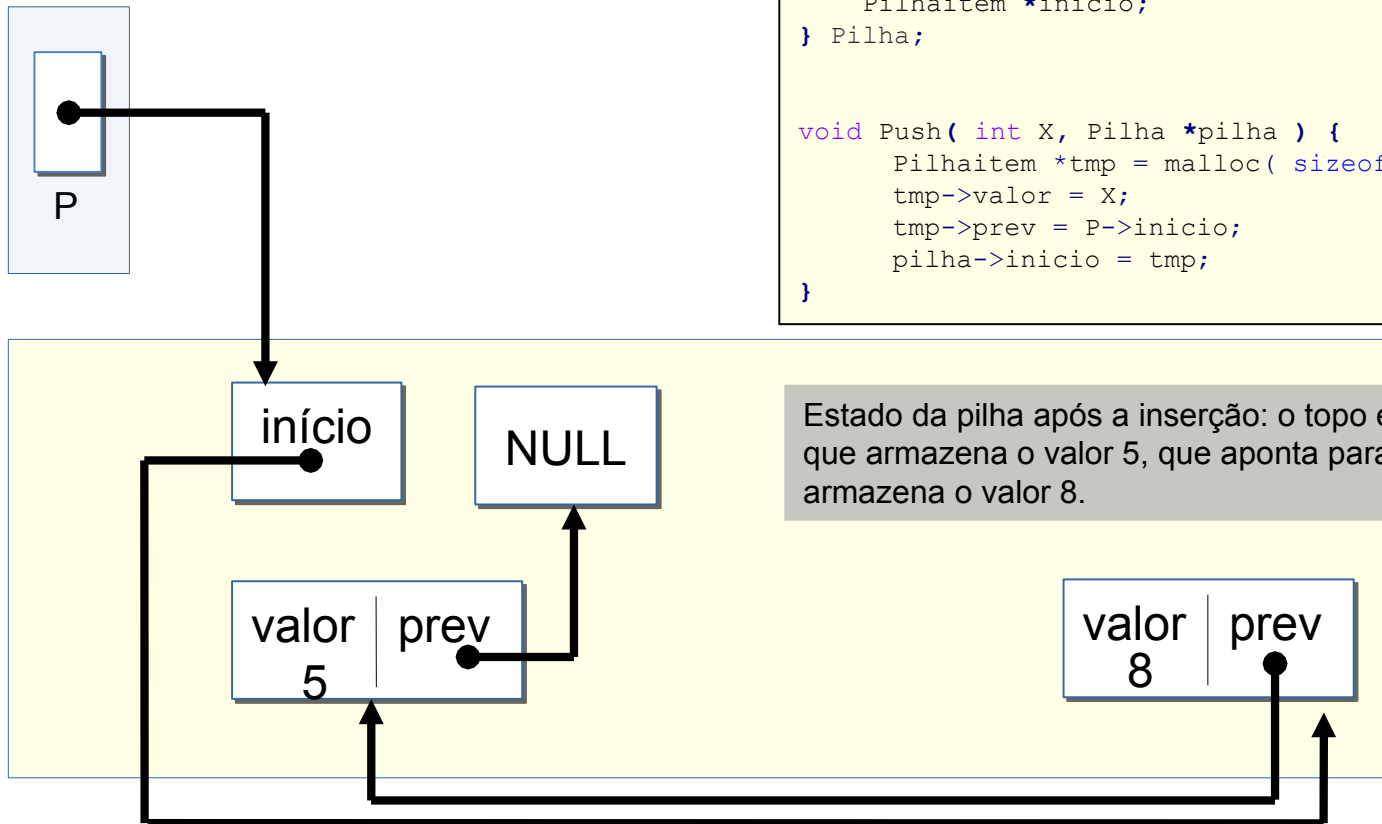 Pilhaitem *inicio;
} Pilha;
void Push( int X, Pilha *pilha ) {
Pilhaitem *tmp = malloc( sizeof
tmp->valor = X;
tmp->prev = P->inicio;
pilha->inicio = tmp;
}
P
início
NULL
Estado da pilha após a inserção: o topo
que armazena o valor 5, que aponta para
armazena o valor 8.
valor prev
5
valor prev
8